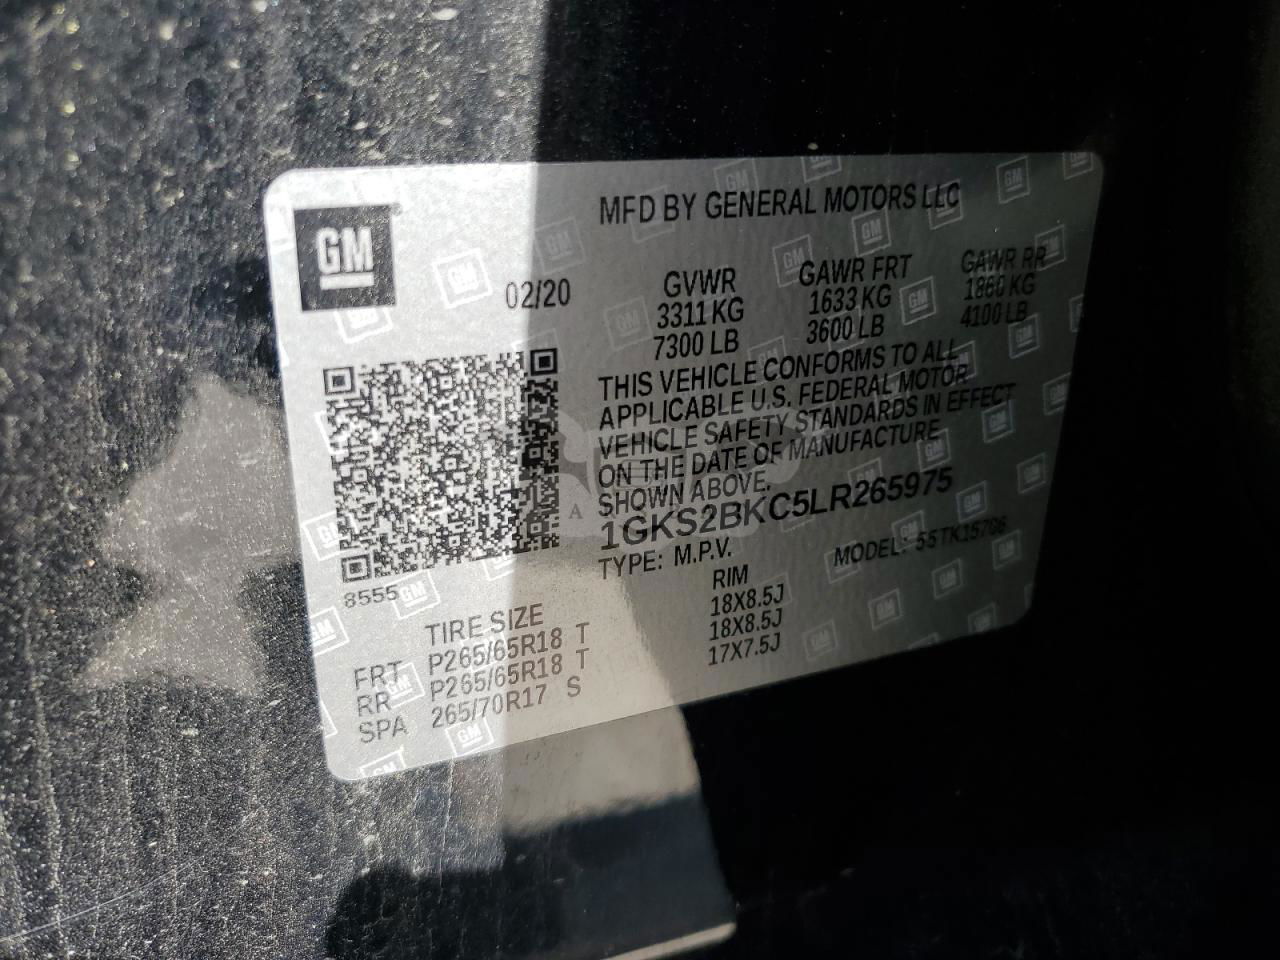 GM
MFD BY GENERAL MOTORS LLC
02/20
GVWR GAWR FRT GAWR RR
3311 KG 1633 KG 1860 KG
7300 LB 3600 LB 4100 LB
THIS VEHICLE CONFORMS TO ALL
APPLICABLE U.S. FEDERAL MOTOR
VEHICLE SAFETY STANDARDS IN EFFECT
ON THE DATE OF MANUFACTURE
SHOWN ABOVE.
1GKS2BKC5LR265975
TYPE: M.P.V. MODEL: 55TK15706
8555
TIRE SIZE RIM
FRT P265/65R18 T 18X8.5J
RR P265/65R18 T 18X8.5J
SPA 265/70R17 S 17X7.5J